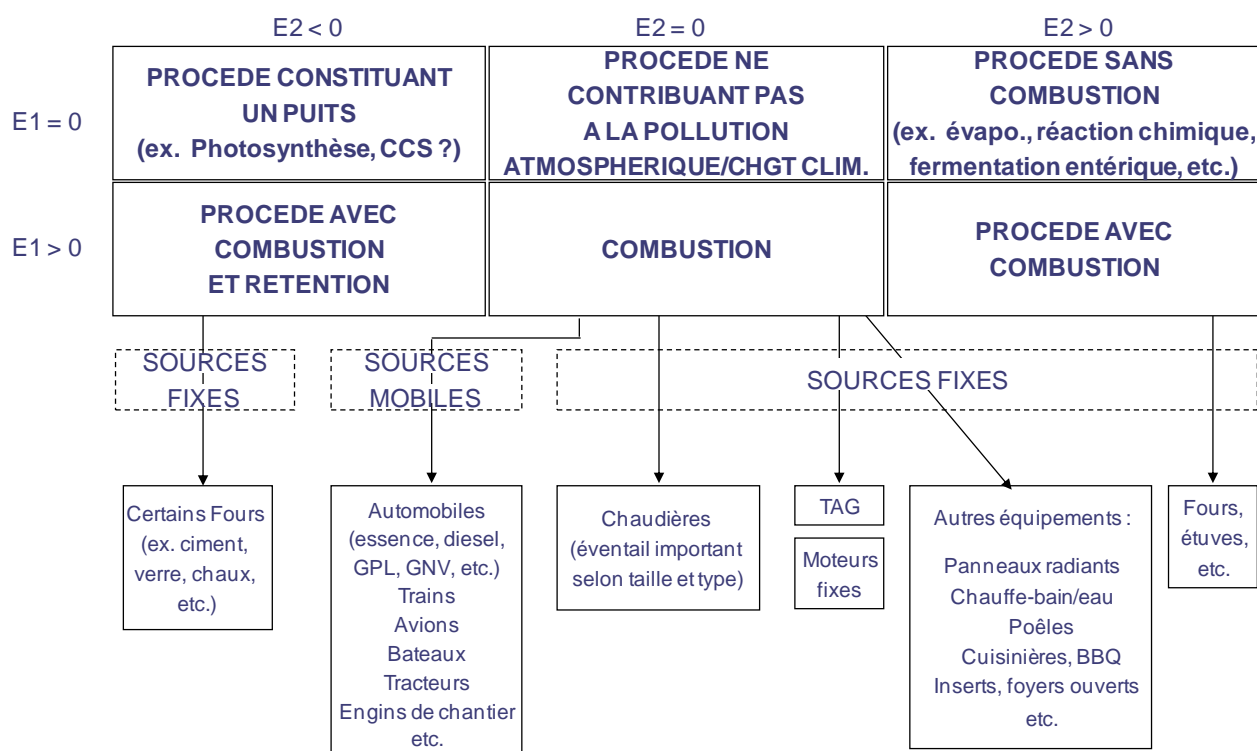 E2 < 0
E2 = 0
E2 > 0
E1 = 0
PROCEDE CONSTITUANT
UN PUITS
(ex. Photosynthèse, CCS ?)
PROCEDE NE
CONTRIBUANT PAS
A LA POLLUTION
ATMOSPHERIQUE/CHGT CLIM.
PROCEDE SANS
COMBUSTION
(ex. évapo., réaction chimique,
fermentation entérique, etc.)
E1 > 0
PROCEDE AVEC
COMBUSTION
ET RETENTION
COMBUSTION
PROCEDE AVEC
COMBUSTION
SOURCES
FIXES
SOURCES
MOBILES
SOURCES FIXES
Certains Fours
(ex. ciment,
verre, chaux,
etc.)
Automobiles
(essence, diesel,
GPL, GNV, etc.)
Trains
Avions
Bateaux
Tracteurs
Engins de chantier
etc.
Chaudières
(éventail important
selon taille et type)
TAG
Moteurs
fixes
Autres équipements :
Panneaux radiants
Chauffe-bain/eau
Poêles
Cuisinières, BBQ
Inserts, foyers ouverts
etc.
Fours,
étuves,
etc.